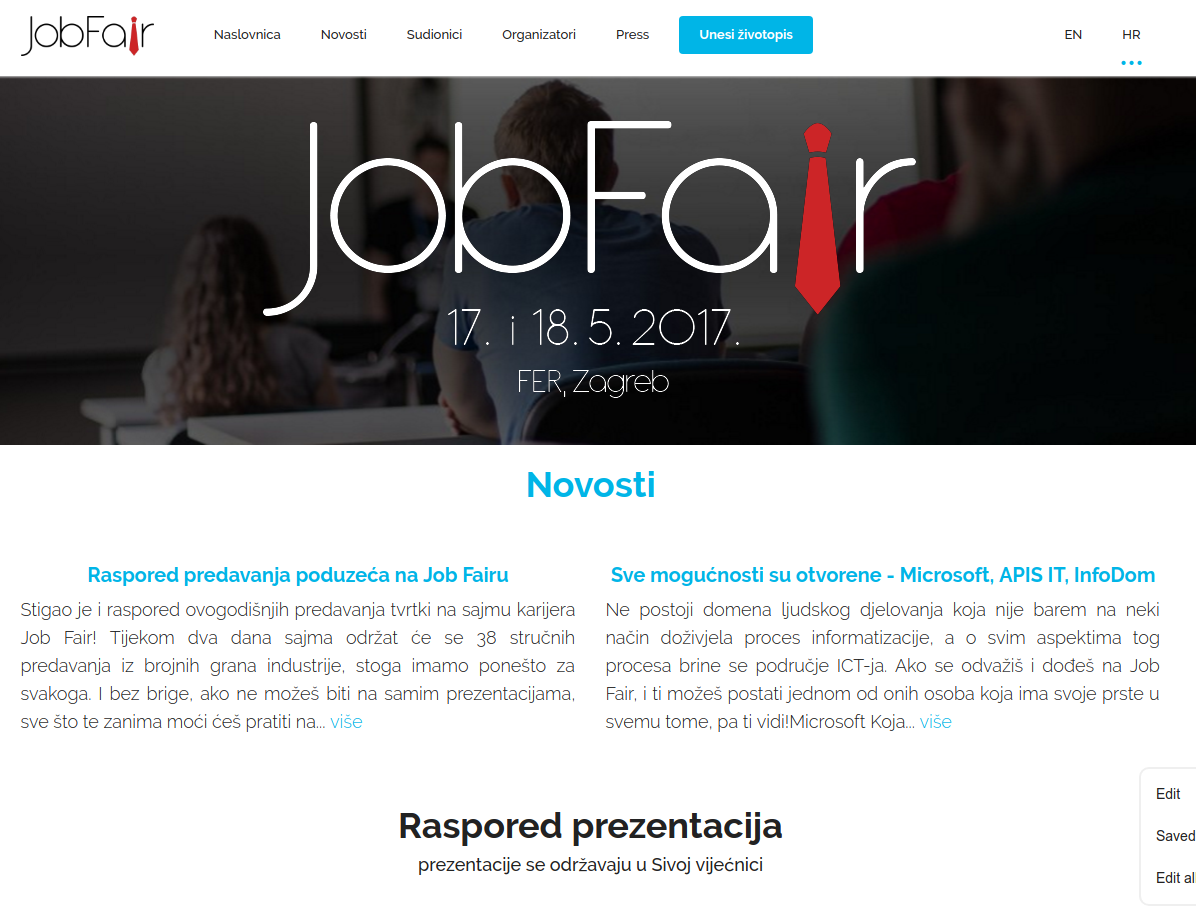 JobFair
Naslovnica Novosti Sudionici Organizatori Press Unesi životopis EN HR
JobFair
17. i 18. 5. 2017.
FER, Zagreb
Novosti
Raspored predavanja poduzeća na Job Fairu
Stigao je i raspored ovogodišnjih predavanja tvrtki na sajmu karijera
Job Fair! Tijekom dva dana sajma održat će se 38 stručnih
predavanja iz brojnih grana industrije, stoga imamo ponešto za
svakoga. I bez brige, ako ne možeš biti na samim prezentacijama,
sve što te zanima moći ćeš pratiti na... više
Sve mogućnosti su otvorene - Microsoft, APIS IT, InfoDom
Ne postoji domena ljudskog djelovanja koja nije barem na neki
način doživjela proces informatizacije, a o svim aspektima tog
procesa brine se područje ICT-ja. Ako se odvažiš i dođeš na Job
Fair, i ti možeš postati jednom od onih osoba koja ima svoje prste u
svemu tome, pa ti vidi!Microsoft Koja... više
Raspored prezentacija
prezentacije se održavaju u Sivoj vijećnici
Edit
Saved
Edit al